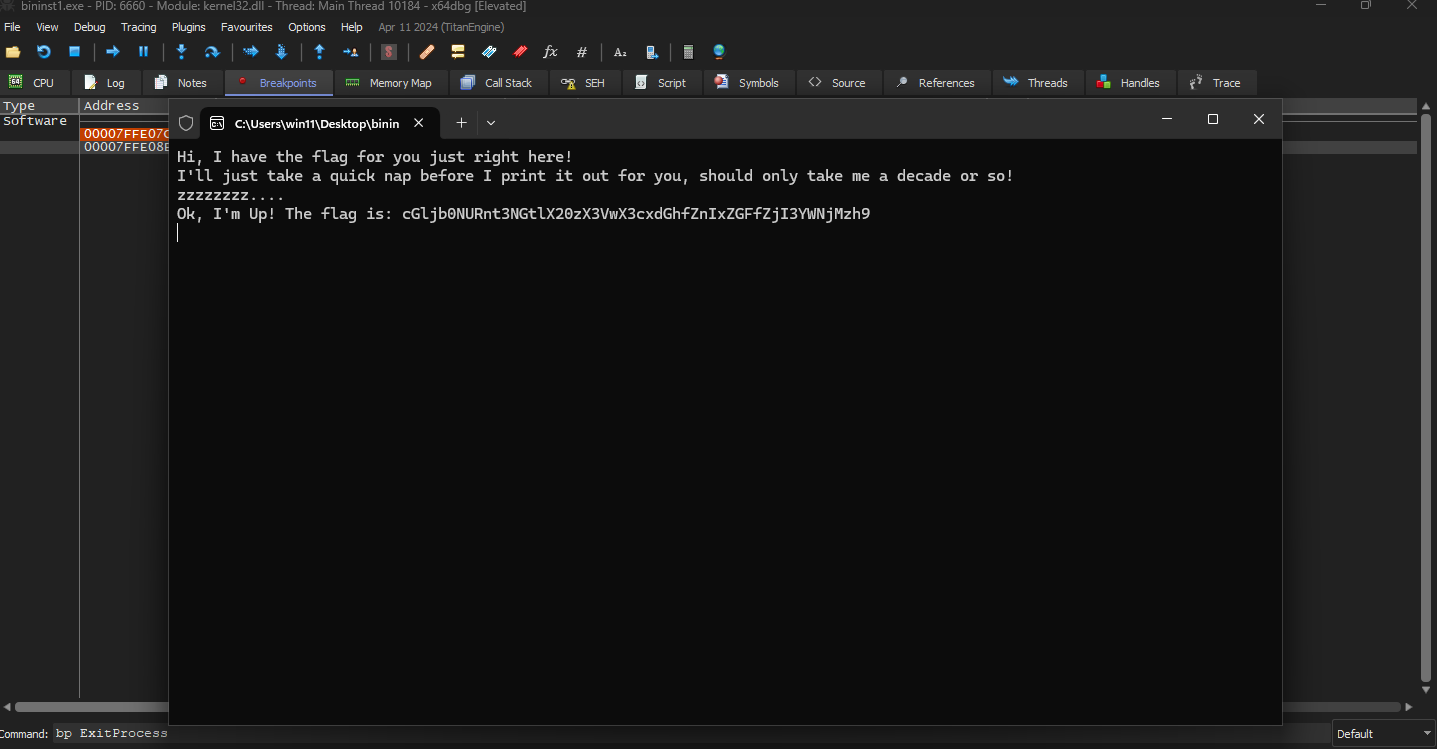 bininst1.exe - PID: 6660 - Module: kernel32.dll - Thread: Main Thread 10184 - x64dbg [Elevated]
File View Debug Tracing Plugins Favourites Options Help Apr 11 2024 (TitanEngine)
CPU Log Notes Breakpoints Memory Map Call Stack SEH Script Symbols Source References Threads Handles Trace
Type Address
Software
00007FFE07
00007FFE08
C:\Users\win11\Desktop\binin
Hi, I have the flag for you just right here!
I'll just take a quick nap before I print it out for you, should only take me a decade or so!
zzzzzzzz....
Ok, I'm Up! The flag is: cGljb0NURnt3NGtlX20zX3VwX3cxdGhfZnIxZGFfZjI3YWNjMzh9
Command: bp ExitProcess
Default